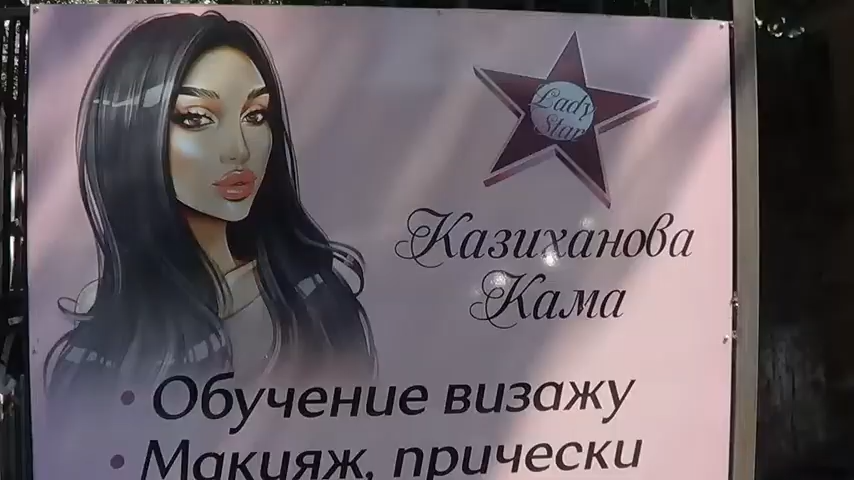 Lady
Star
Казиханова
Кама
• Обучение визажу
• Макияж, прически